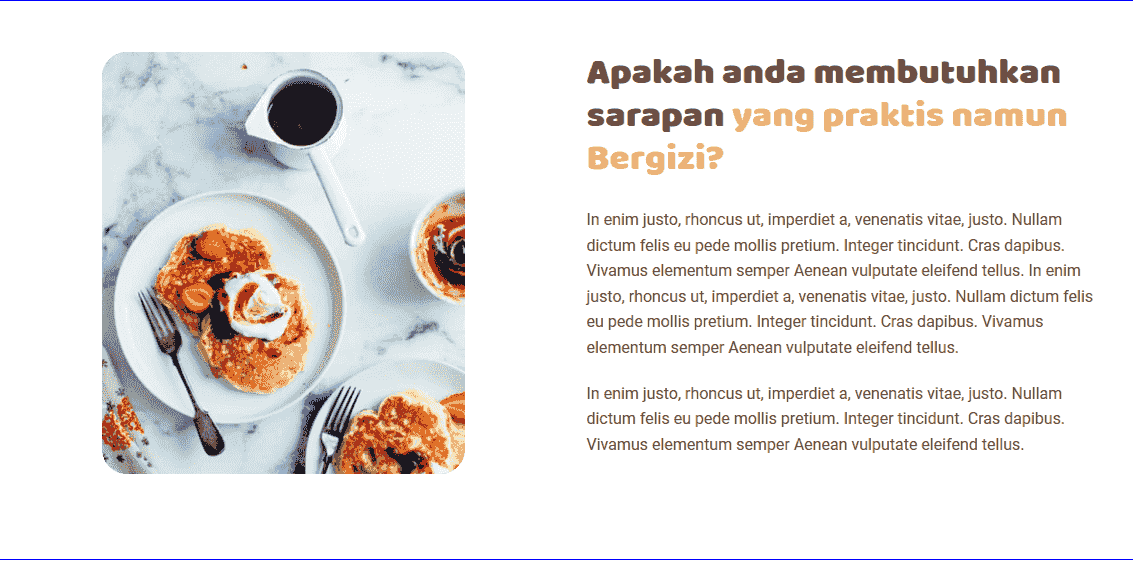 Apakah anda membutuhkan
sarapan yang praktis namun
Bergizi?
In enim justo, rhoncus ut, imperdiet a, venenatis vitae, justo. Nullam
dictum felis eu pede mollis pretium. Integer tincidunt. Cras dapibus.
Vivamus elementum semper Aenean vulputate eleifend tellus. In enim
justo, rhoncus ut, imperdiet a, venenatis vitae, justo. Nullam dictum felis
eu pede mollis pretium. Integer tincidunt. Cras dapibus. Vivamus
elementum semper Aenean vulputate eleifend tellus.
In enim justo, rhoncus ut, imperdiet a, venenatis vitae, justo. Nullam
dictum felis eu pede mollis pretium. Integer tincidunt. Cras dapibus.
Vivamus elementum semper Aenean vulputate eleifend tellus.